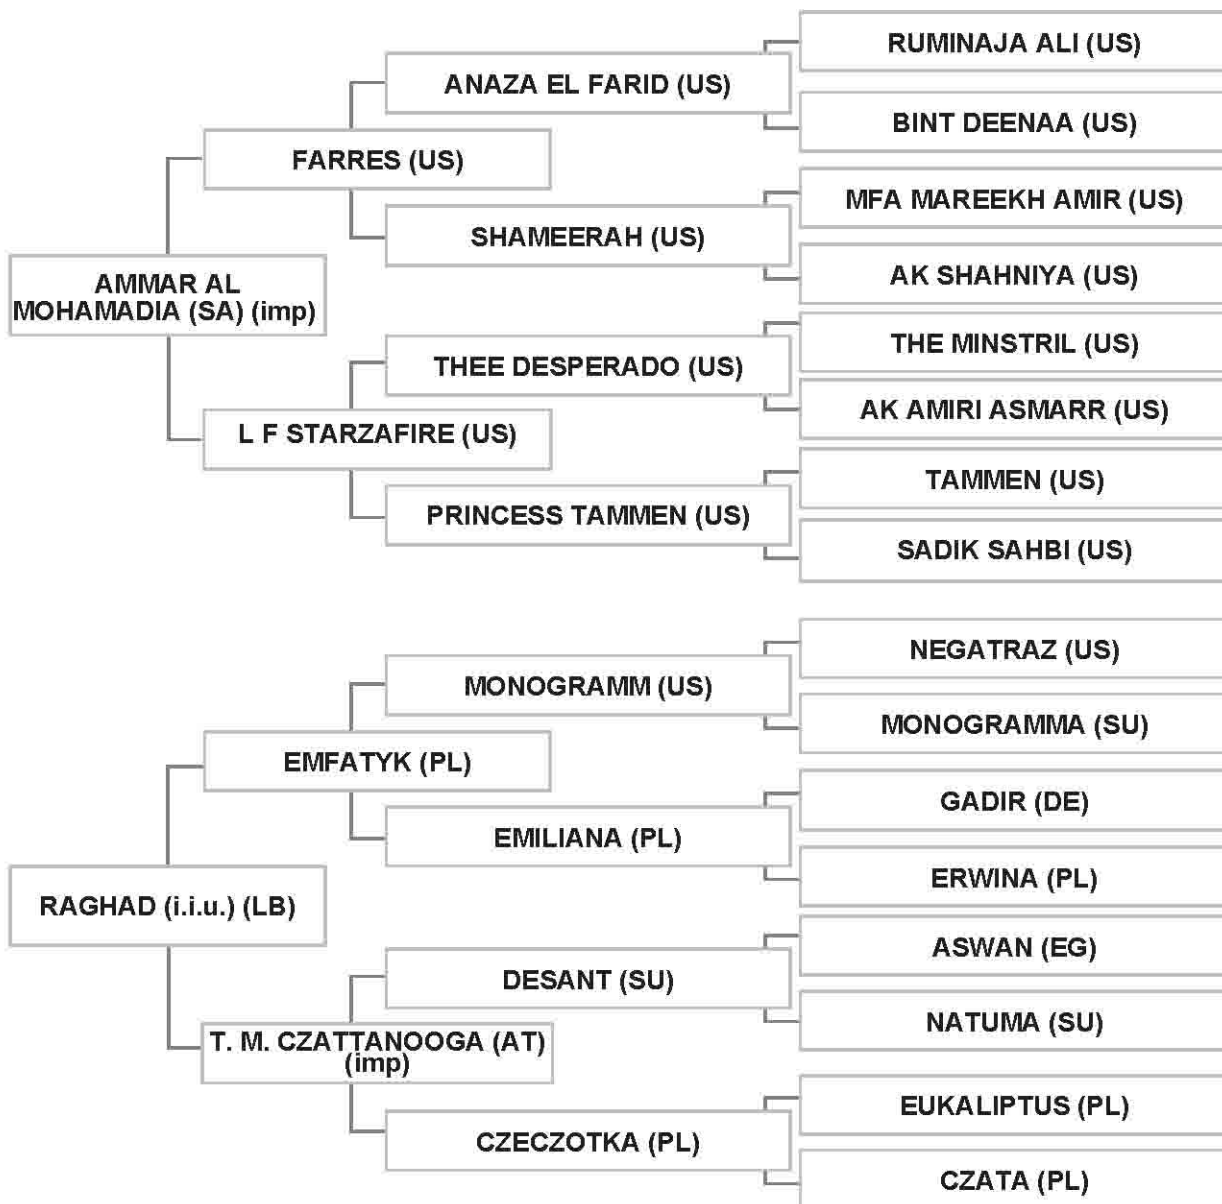 RUMINAJA ALI (US)
ANAZA EL FARID (US)
BINT DEENAA (US)
FARRES (US)
MFA MAREEKH AMIR (US)
SHAMEERAH (US)
AK SHAHNIYA (US)
AMMAR AL
MOHAMADIA (SA) (imp)
THE MINSTRIL (US)
THEE DESPERADO (US)
AK AMIRI ASMARR (US)
L F STARZAFIRE (US)
TAMMEN (US)
PRINCESS TAMMEN (US)
SADIK SAHBI (US)
NEGATRAZ (US)
MONOGRAMM (US)
MONOGRAMMA (SU)
EMFATYK (PL)
GADIR (DE)
EMILIANA (PL)
ERWINA (PL)
RAGHAD (i.i.u.) (LB)
ASWAN (EG)
DESANT (SU)
NATUMA (SU)
T. M. CZATTANOOGA (AT)
(imp)
EUKALIPTUS (PL)
CZECZOTKA (PL)
CZATA (PL)